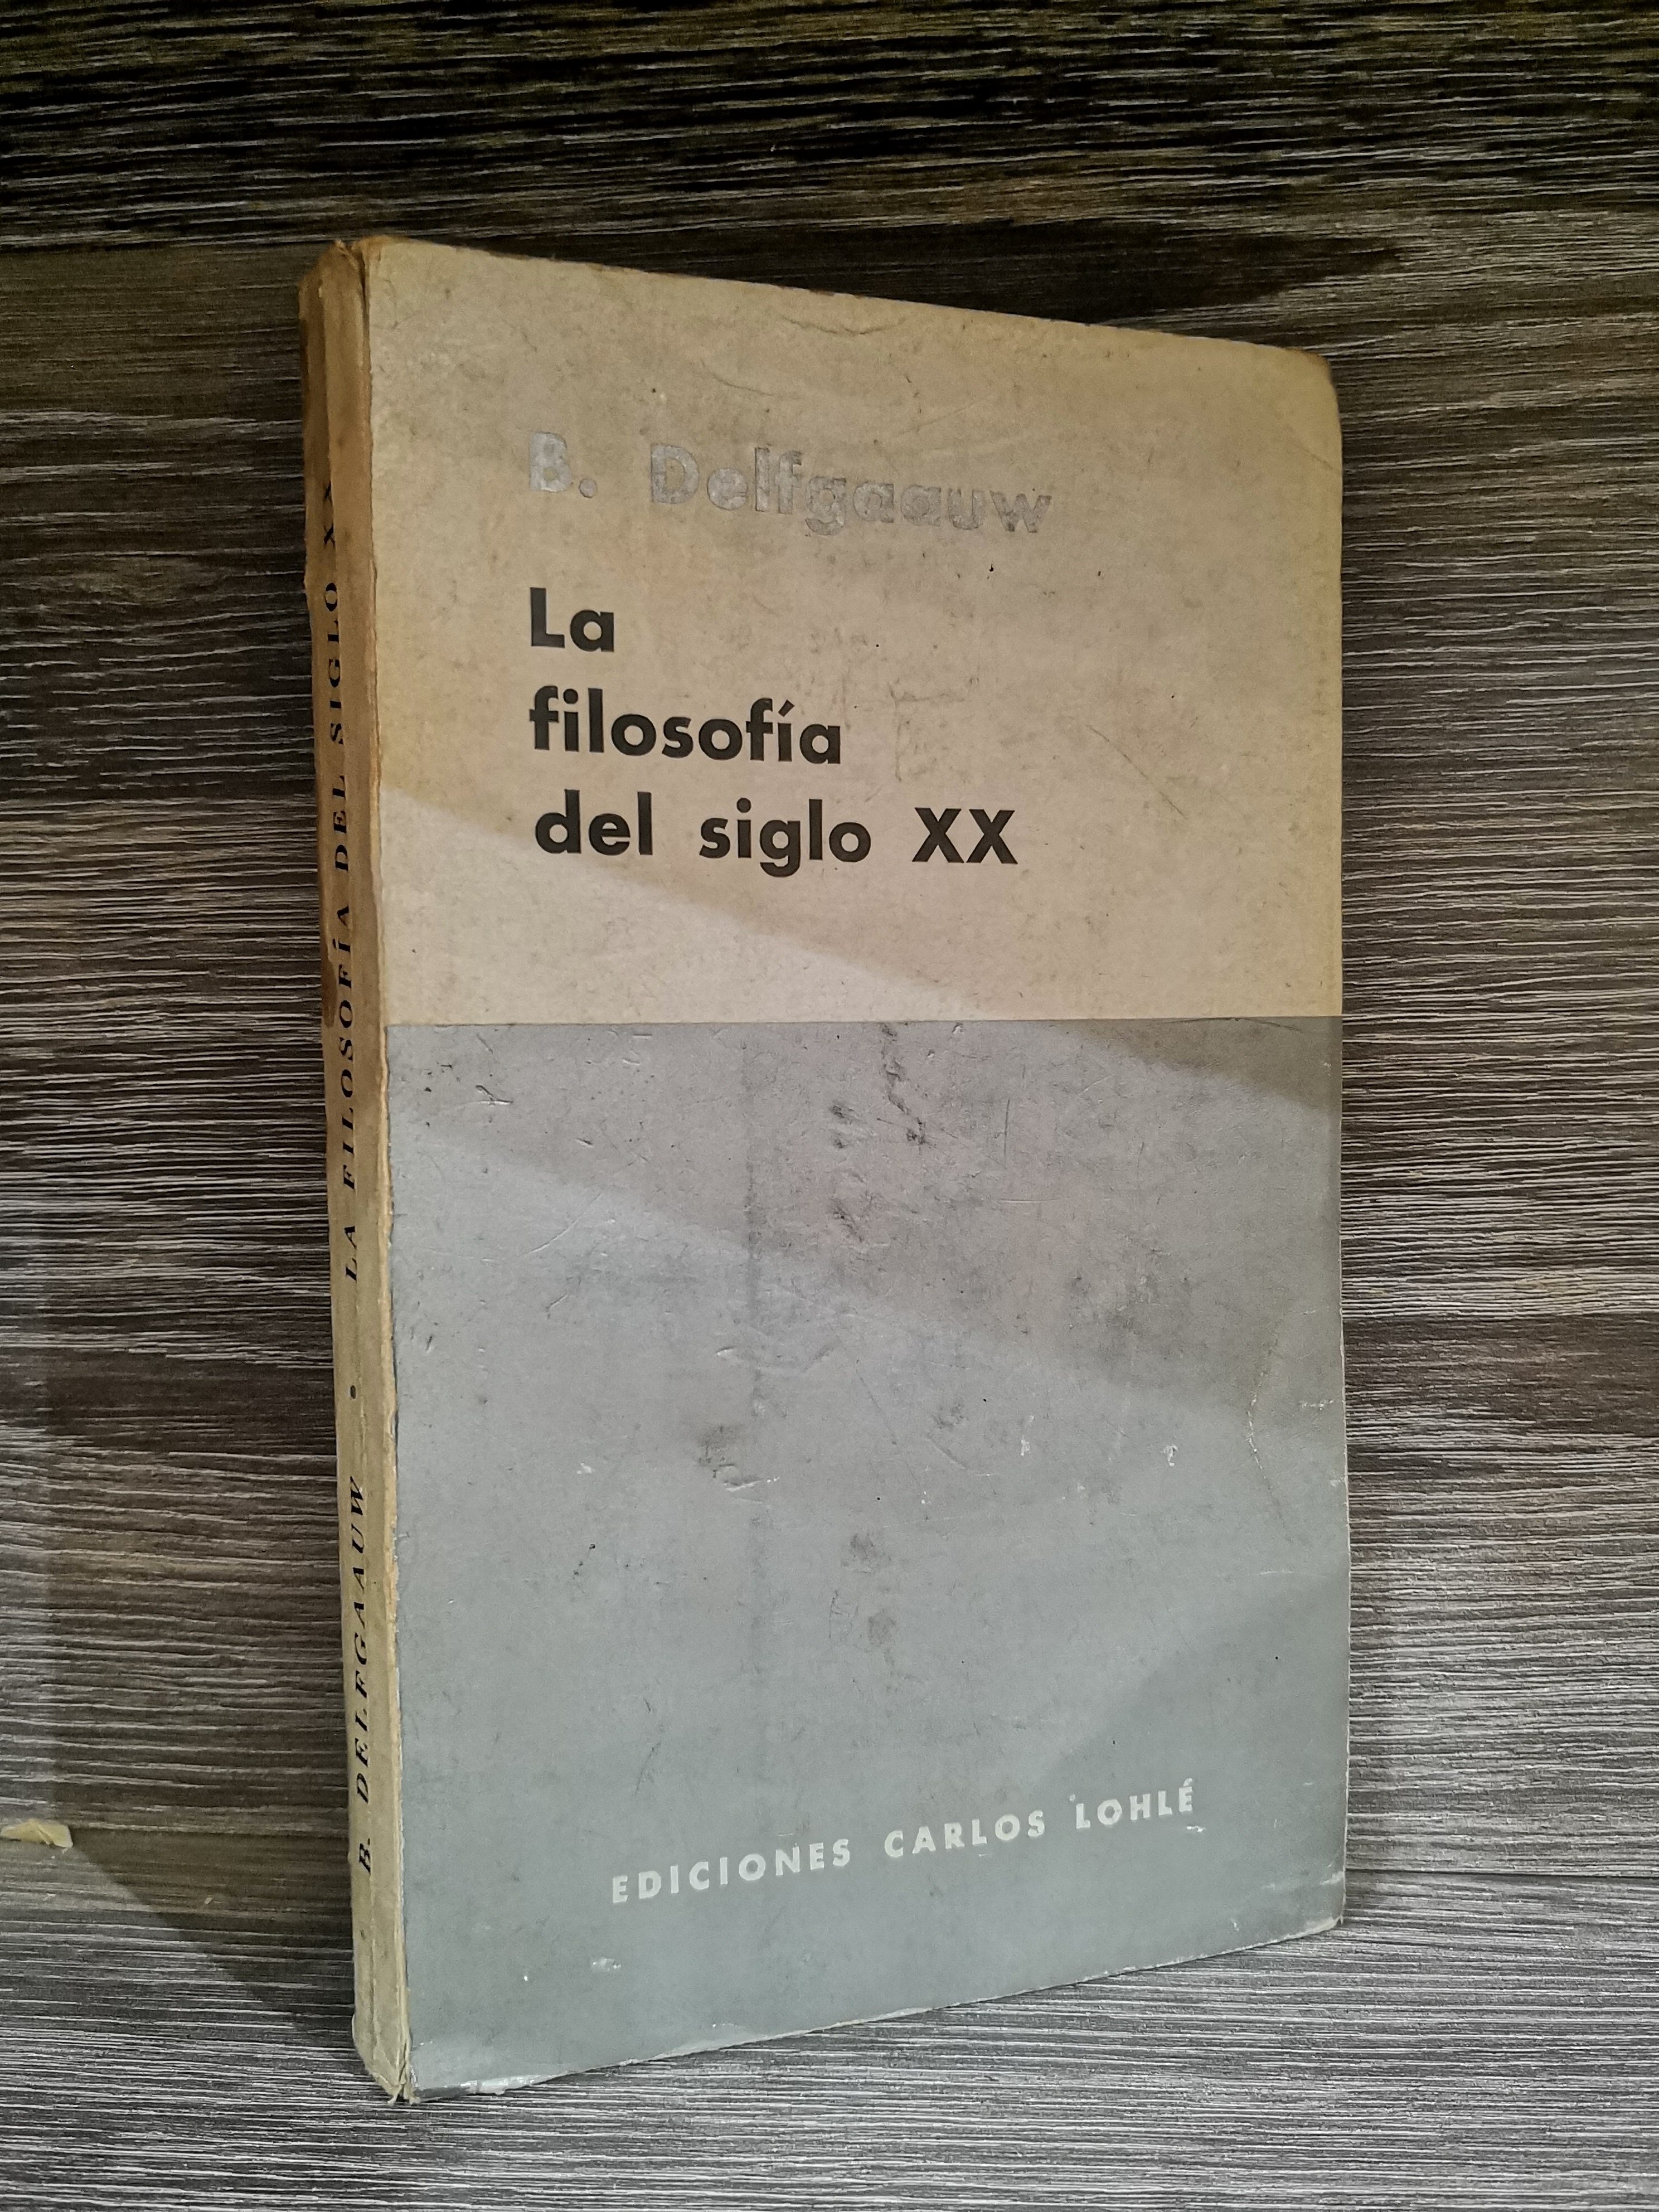 B. Delfgaauw
La
filosofía
del siglo XX
EDICIONES CARLOS LOHLÉ
B. DELFGAAUW • LA FILOSOFÍA DEL SIGLO XX